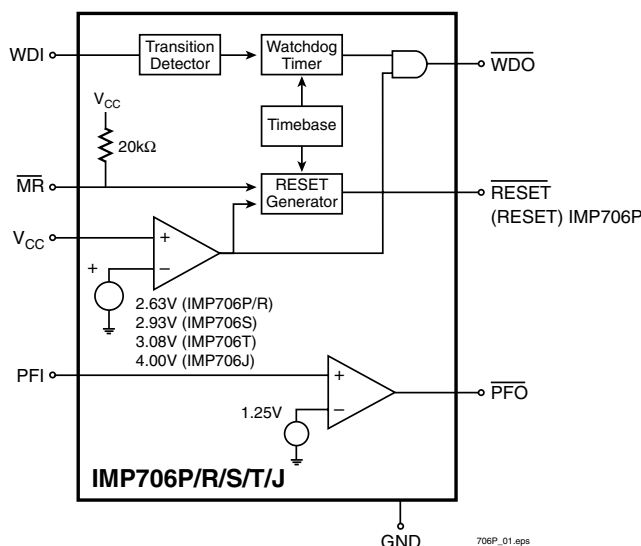 WDI
Transition
Detector
Watchdog
Timer
WDO
VCC
20kΩ
Timebase
MR
RESET
Generator
RESET
(RESET) IMP706P
VCC
+
−
+
2.63V (IMP706P/R)
2.93V (IMP706S)
3.08V (IMP706T)
4.00V (IMP706J)
PFI
+
−
1.25V
PFO
IMP706P/R/S/T/J
GND
706P_01.eps